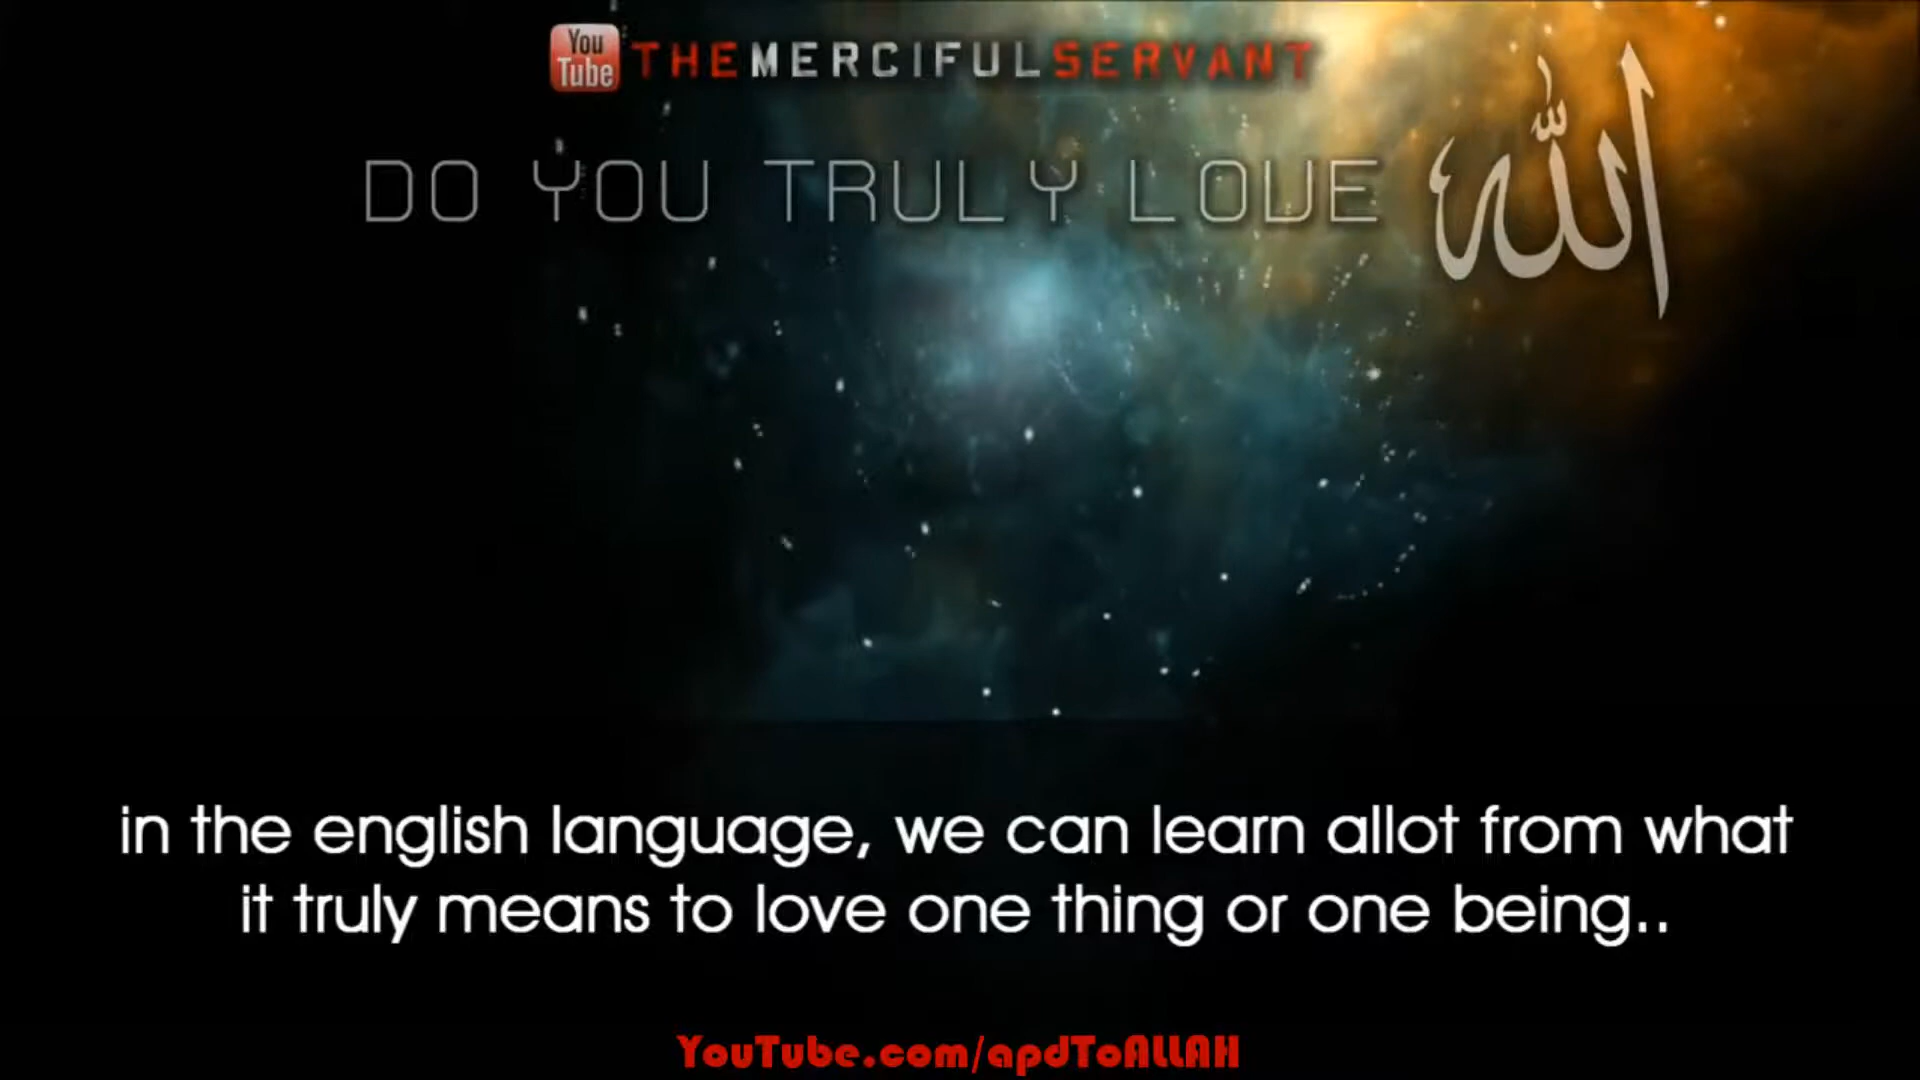 You Tube THEMERCIFULSERVANT
DO YOU TRULY LOVE الله
in the english language, we can learn allot from what
it truly means to love one thing or one being..
YouTube.com/apdToALLAH